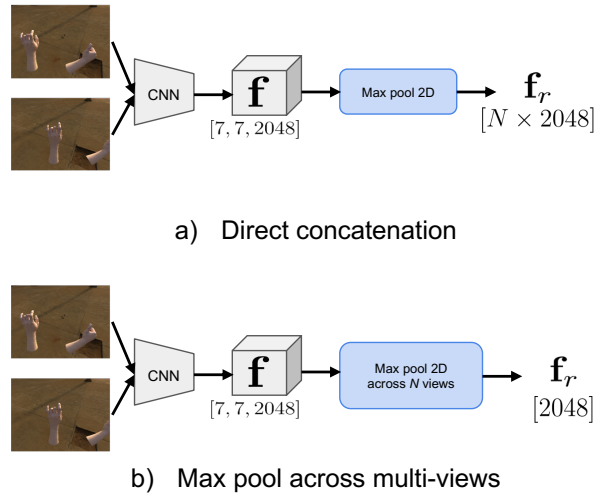 CNN
f
[7, 7, 2048]
Max pool 2D
f_r
[N × 2048]
a) Direct concatenation
CNN
f
[7, 7, 2048]
Max pool 2D
across N views
f_r
[2048]
b) Max pool across multi-views